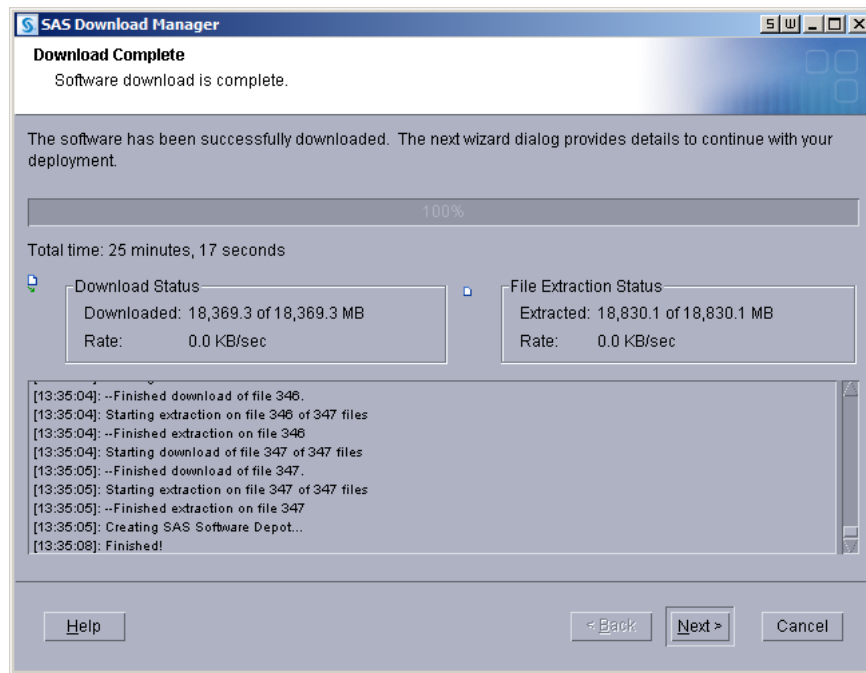 SAS Download Manager
Download Complete
Software download is complete.
The software has been successfully downloaded. The next wizard dialog provides details to continue with your
deployment.
100%
Total time: 25 minutes, 17 seconds
Download Status
Downloaded: 18,369.3 of 18,369.3 MB
Rate: 0.0 KB/sec
File Extraction Status
Extracted: 18,830.1 of 18,830.1 MB
Rate: 0.0 KB/sec
[13:35:04]: --Finished download of file 346.
[13:35:04]: Starting extraction on file 346 of 347 files
[13:35:04]: --Finished extraction on file 346
[13:35:04]: Starting download of file 347 of 347 files
[13:35:05]: --Finished download of file 347.
[13:35:05]: Starting extraction on file 347 of 347 files
[13:35:05]: --Finished extraction on file 347
[13:35:05]: Creating SAS Software Depot...
[13:35:08]: Finished!
Help
< Back
Next >
Cancel